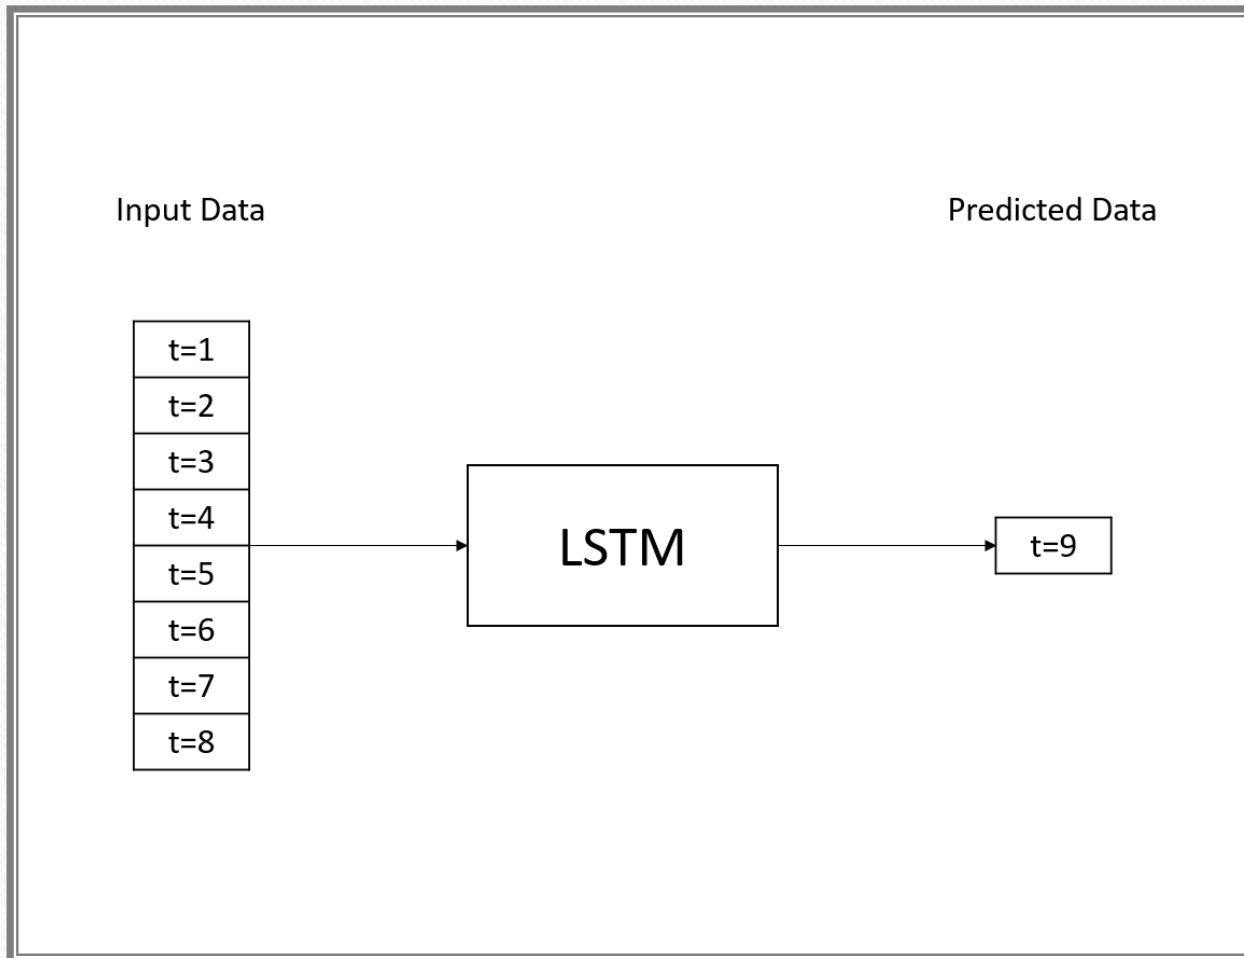 Input Data
Predicted Data
t=1
t=2
t=3
t=4
t=5
t=6
t=7
t=8
LSTM
t=9